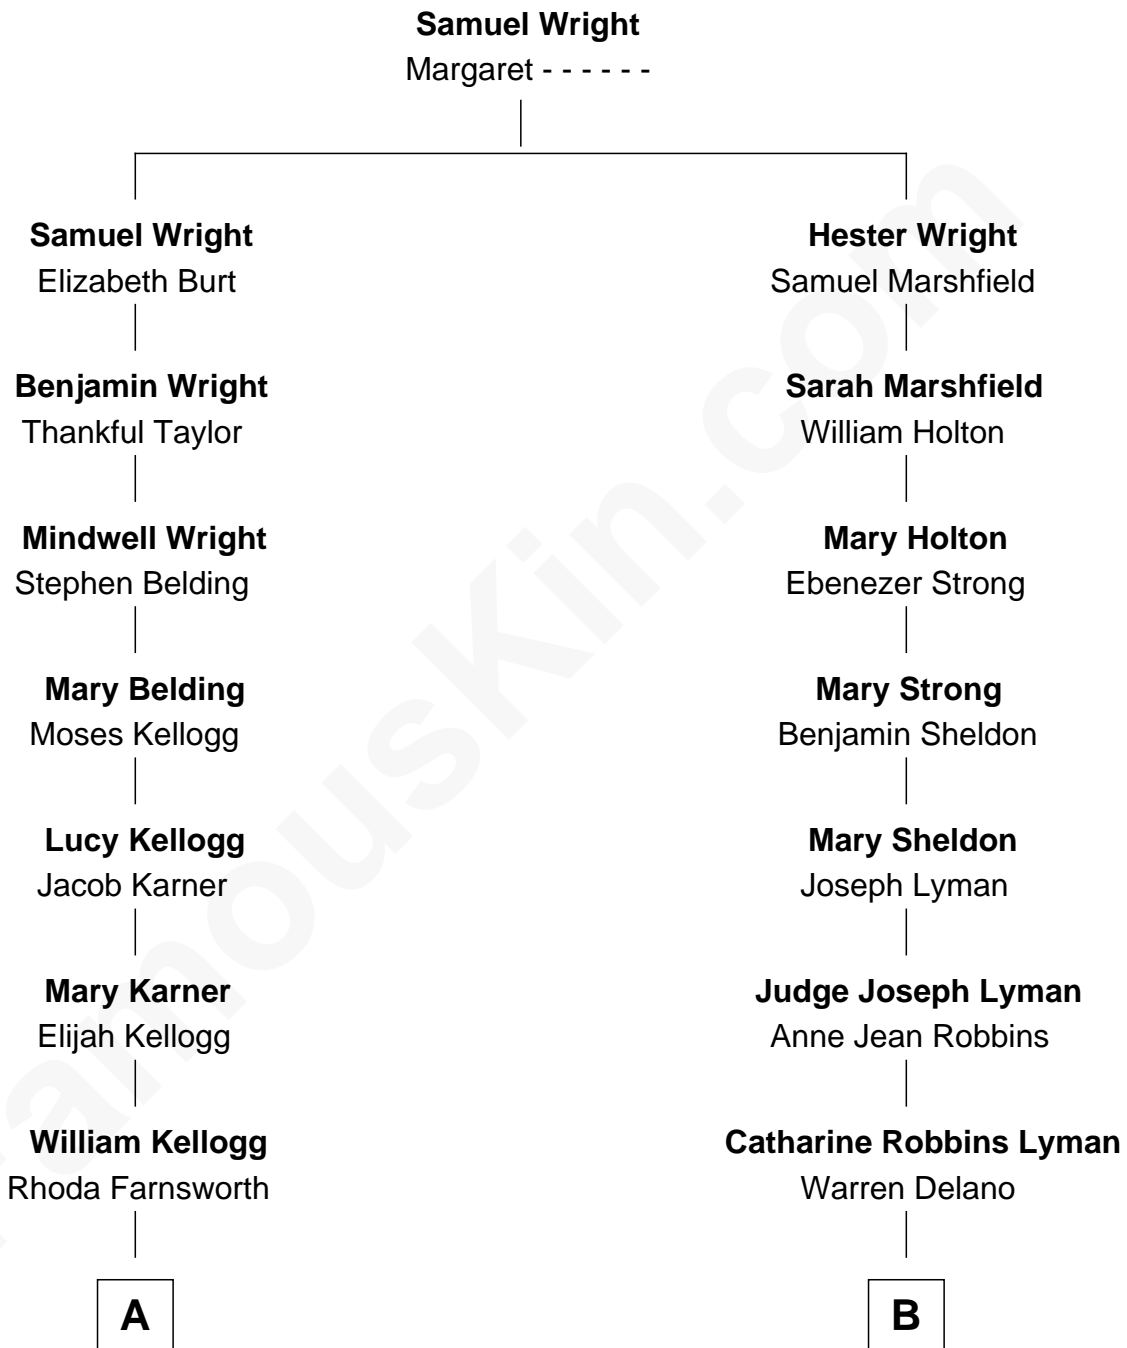 Samuel Wright
Margaret - - - - - -
Samuel Wright
Elizabeth Burt
Hester Wright
Samuel Marshfield
Benjamin Wright
Thankful Taylor
Sarah Marshfield
William Holton
Mindwell Wright
Stephen Belding
Mary Holton
Ebenezer Strong
Mary Belding
Moses Kellogg
Mary Strong
Benjamin Sheldon
Lucy Kellogg
Jacob Karner
Mary Sheldon
Joseph Lyman
Mary Karner
Elijah Kellogg
Judge Joseph Lyman
Anne Jean Robbins
William Kellogg
Rhoda Farnsworth
Catharine Robbins Lyman
Warren Delano
A
B
FamousKin.com